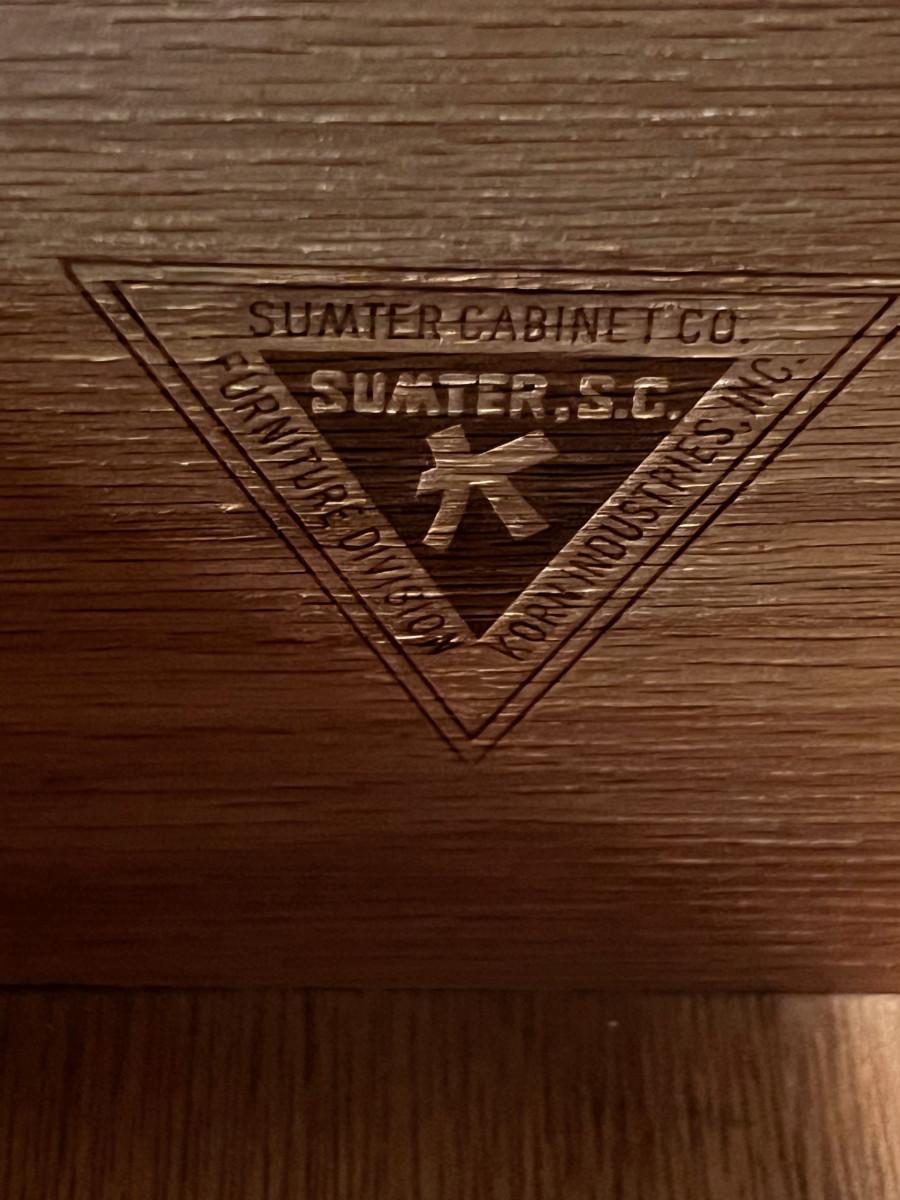 SUMTER CABINET CO.
SUMTER, S.C.
K
FURNITURE DIVISION
KORN INDUSTRIES, INC.